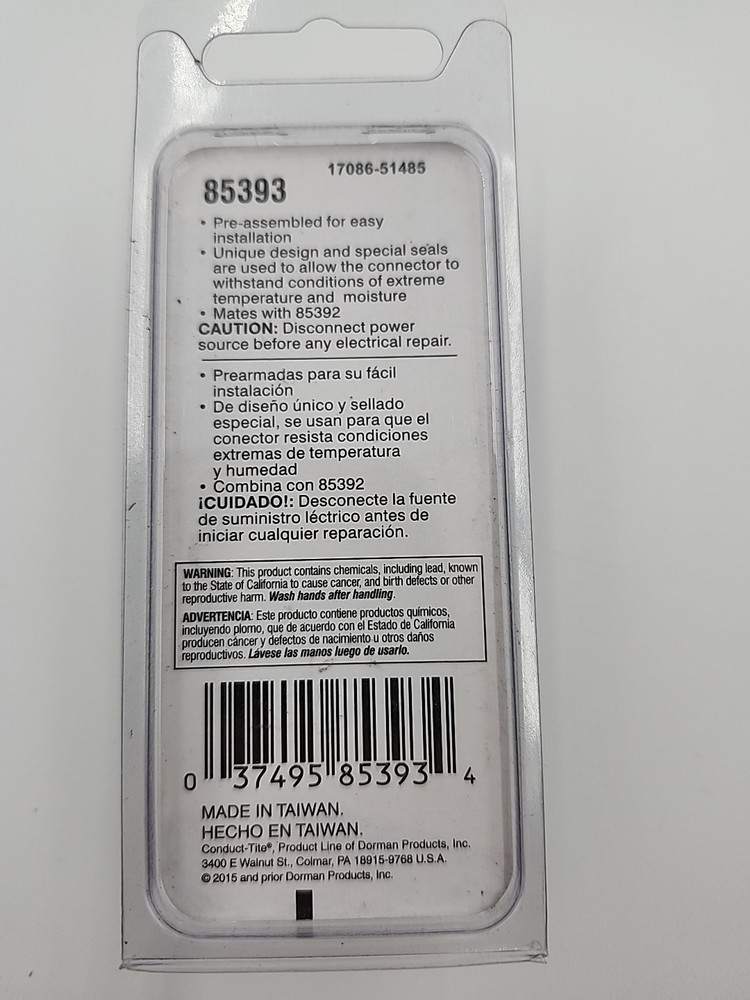 17086-51485
85393
• Pre-assembled for easy
installation
• Unique design and special seals
are used to allow the connector to
withstand conditions of extreme
temperature and moisture
• Mates with 85392
CAUTION: Disconnect power
source before any electrical repair.
• Prearmadas para su fácil
instalación
• De diseño único y sellado
especial, se usan para que el
conector resista condiciones
extremas de temperatura
y humedad
• Combina con 85392
¡CUIDADO!: Desconecte la fuente
de suministro léctrico antes de
iniciar cualquier reparación.
WARNING: This product contains chemicals, including lead, known
to the State of California to cause cancer, and birth defects or other
reproductive harm. Wash hands after handling.
ADVERTENCIA: Este producto contiene productos químicos,
incluyendo plomo, que de acuerdo con el Estado de California
producen cáncer y defectos de nacimiento u otros daños
reproductivos. Lávese las manos luego de usarlo.
0 37495 85393 4
MADE IN TAIWAN.
HECHO EN TAIWAN.
Conduct-Tite®, Product Line of Dorman Products, Inc.
3400 E Walnut St., Colmar, PA 18915-9768 U.S.A.
© 2015 and prior Dorman Products, Inc.